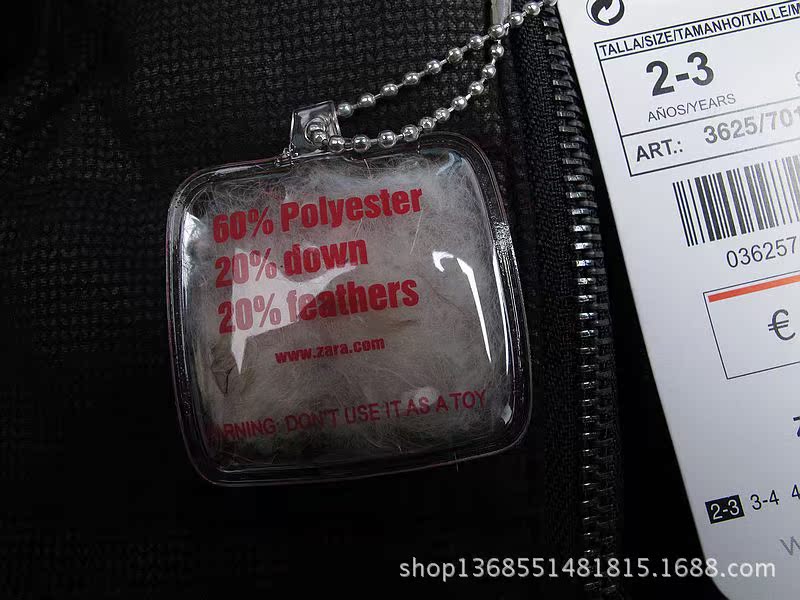 60% Polyester
20% down
20% feathers
www.zara.com
WARNING: DON'T USE IT AS A TOY
TALLA/SIZE/TAMANHO/TAILLE/M
2-3
AÑOS/YEARS
ART.: 3625/701
036257
€
2-3 3-4 4
shop1368551481815.1688.com